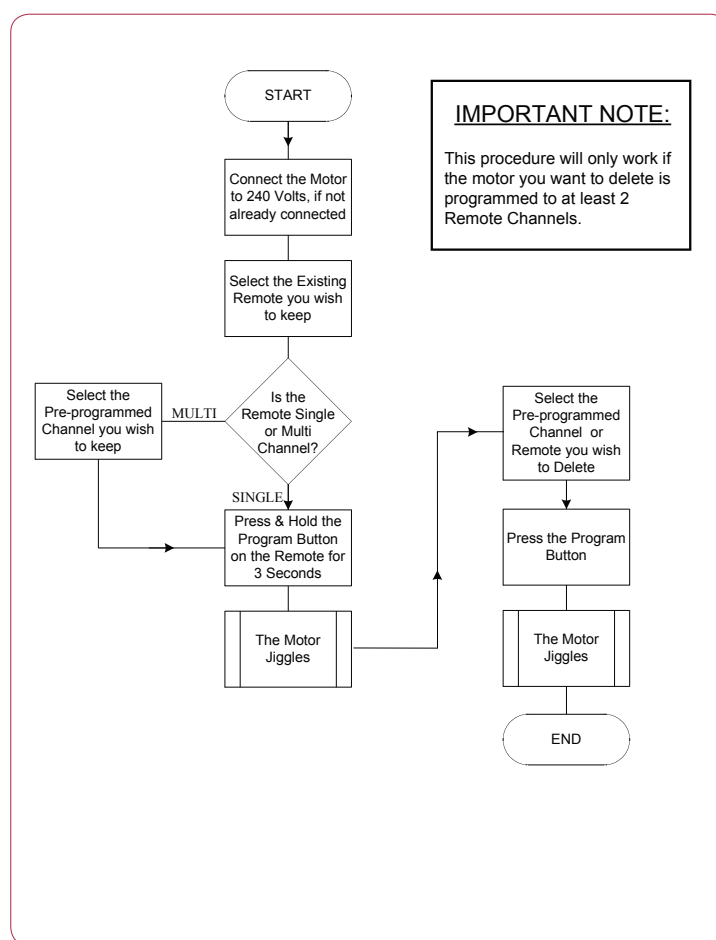 START
IMPORTANT NOTE:
This procedure will only work if
the motor you want to delete is
programmed to at least 2
Remote Channels.
Connect the Motor
to 240 Volts, if not
already connected
Select the Existing
Remote you wish
to keep
Is the
Remote Single
or Multi
Channel?
MULTI
Select the
Pre-programmed
Channel you wish
to keep
SINGLE
Press & Hold the
Program Button
on the Remote for
3 Seconds
The Motor
Jiggles
Select the
Pre-programmed
Channel or
Remote you wish
to Delete
Press the Program
Button
The Motor
Jiggles
END